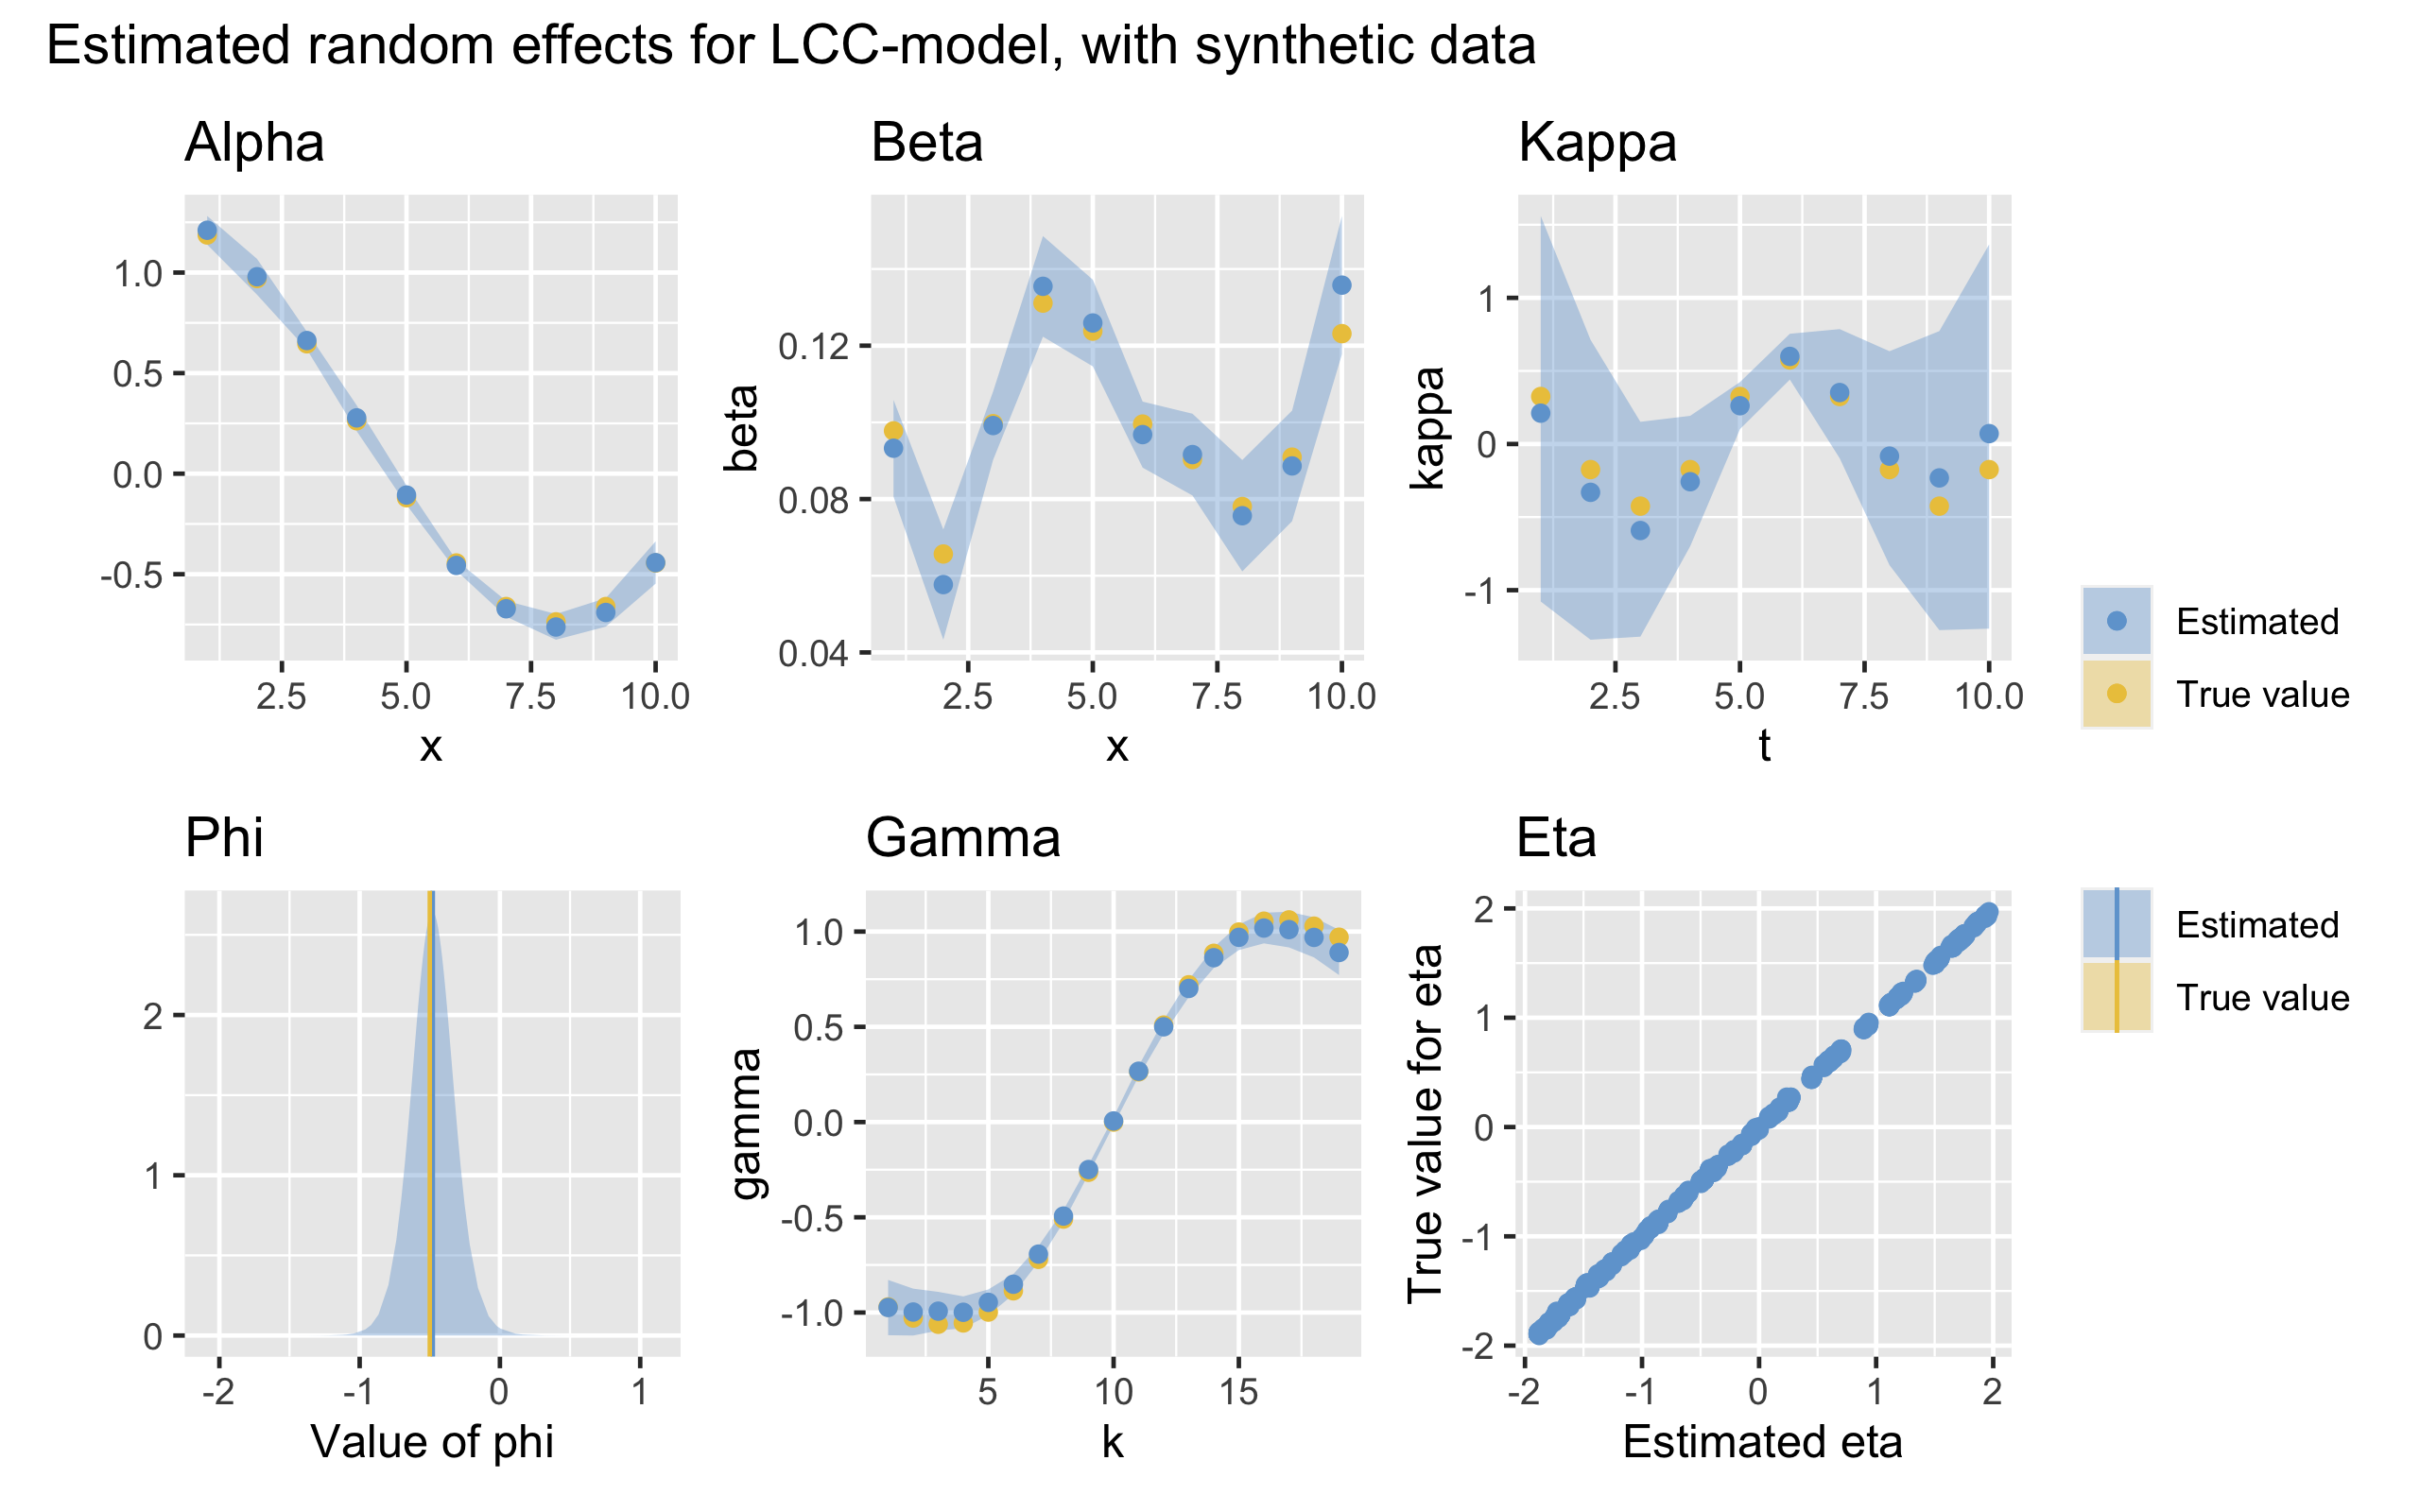 Estimated random effects for LCC-model, with synthetic data
Alpha
1.0
0.5
0.0
-0.5
2.5 5.0 7.5 10.0
x
Beta
beta
0.12
0.08
0.04
2.5 5.0 7.5 10.0
x
Kappa
kappa
1
0
-1
2.5 5.0 7.5 10.0
t
Estimated
True value
Phi
2
1
0
-2 -1 0 1
Value of phi
Gamma
gamma
1.0
0.5
0.0
-0.5
-1.0
5 10 15
k
Eta
True value for eta
2
1
0
-1
-2
-2 -1 0 1 2
Estimated eta
Estimated
True value